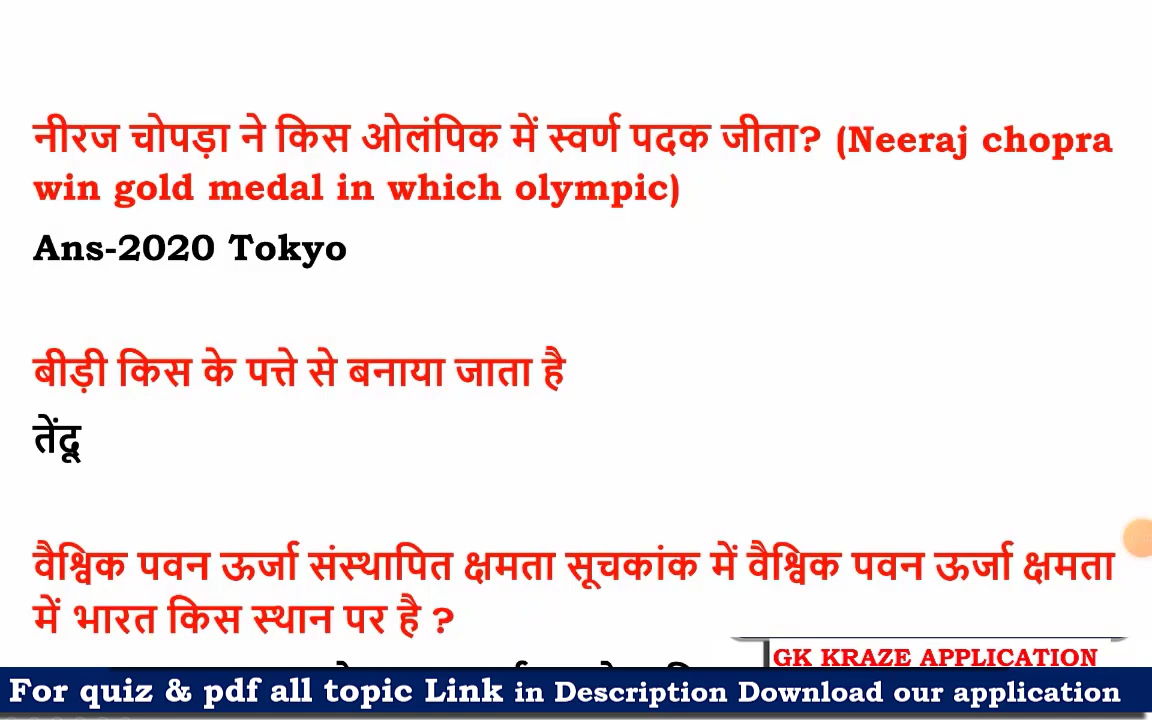 नीरज चोपड़ा ने किस ओलंपिक में स्वर्ण पदक जीता? (Neeraj chopra
win gold medal in which olympic)
Ans-2020 Tokyo
बीड़ी किस के पत्ते से बनाया जाता है
तेंदू
वैश्विक पवन ऊर्जा संस्थापित क्षमता सूचकांक में वैश्विक पवन ऊर्जा क्षमता
में भारत किस स्थान पर है ?
GK KRAZE APPLICATION
For quiz & pdf all topic Link in Description Download our application